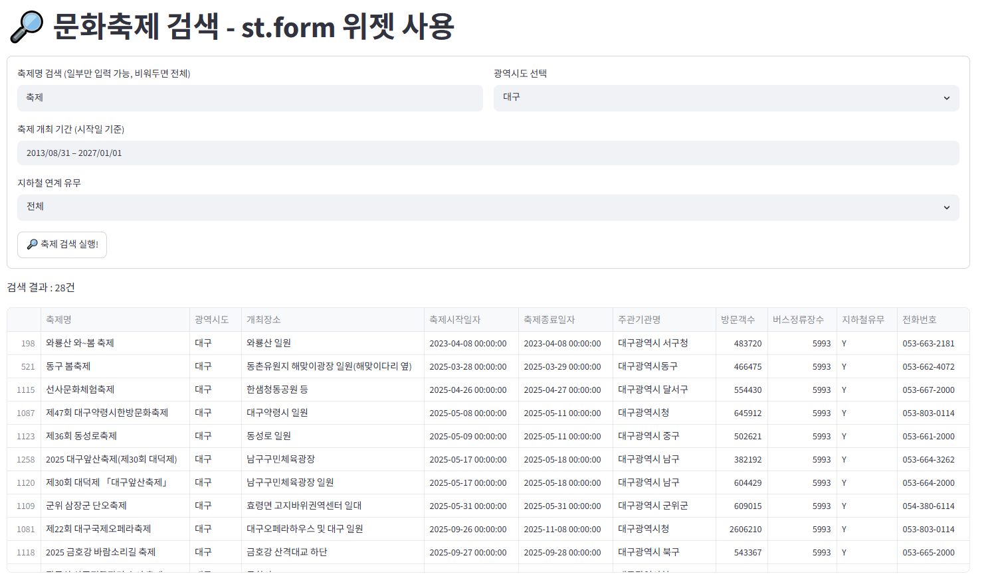 🔎 문화축제 검색 - st.form 위젯 사용
축제명 검색 (일부만 입력 가능, 비워두면 전체) 광역시도 선택
축제 대구
축제 개최 기간 (시작일 기준)
2013/08/31 – 2027/01/01
지하철 연계 유무
전체
🔎 축제 검색 실행!
검색 결과 : 28건
축제명 광역시도 개최장소 축제시작일자 축제종료일자 주관기관명 방문객수 버스정류장수 지하철유무 전화번호
198 와룡산 와~봄 축제 대구 와룡산 일원 2023-04-08 00:00:00 2023-04-08 00:00:00 대구광역시 서구청 483720 5993 Y 053-663-2181
521 동구 봄축제 대구 동촌유원지 해맞이광장 일원(해맞이다리 옆) 2025-03-28 00:00:00 2025-03-29 00:00:00 대구광역시동구 466475 5993 Y 053-662-4072
1115 선사문화체험축제 대구 한샘청동공원 등 2025-04-26 00:00:00 2025-04-27 00:00:00 대구광역시 달서구 554430 5993 Y 053-667-2000
1087 제47회 대구약령시한방문화축제 대구 대구약령시 일원 2025-05-08 00:00:00 2025-05-11 00:00:00 대구광역시청 645912 5993 Y 053-803-0114
1123 제36회 동성로축제 대구 동성로 일원 2025-05-09 00:00:00 2025-05-11 00:00:00 대구광역시 중구 502621 5993 Y 053-661-2000
1258 2025 대구앞산축제(제30회 대덕제) 대구 남구구민체육광장 2025-05-17 00:00:00 2025-05-18 00:00:00 대구광역시 남구 382192 5993 Y 053-664-3262
1120 제30회 대덕제 「대구앞산축제」 대구 남구구민체육광장 일원 2025-05-17 00:00:00 2025-05-18 00:00:00 대구광역시 남구 604429 5993 Y 053-664-2000
1109 군위 삼장군 단오축제 대구 효령면 고지바위권역센터 일대 2025-05-31 00:00:00 2025-05-31 00:00:00 대구광역시 군위군 609015 5993 Y 054-380-6114
1081 제22회 대구국제오페라축제 대구 대구오페라하우스 및 대구 일원 2025-09-26 00:00:00 2025-11-08 00:00:00 대구광역시청 2606210 5993 Y 053-803-0114
1118 2025 금호강 바람소리길 축제 대구 금호강 산격대교 하단 2025-09-27 00:00:00 2025-09-28 00:00:00 대구광역시 북구 543367 5993 Y 053-665-2000